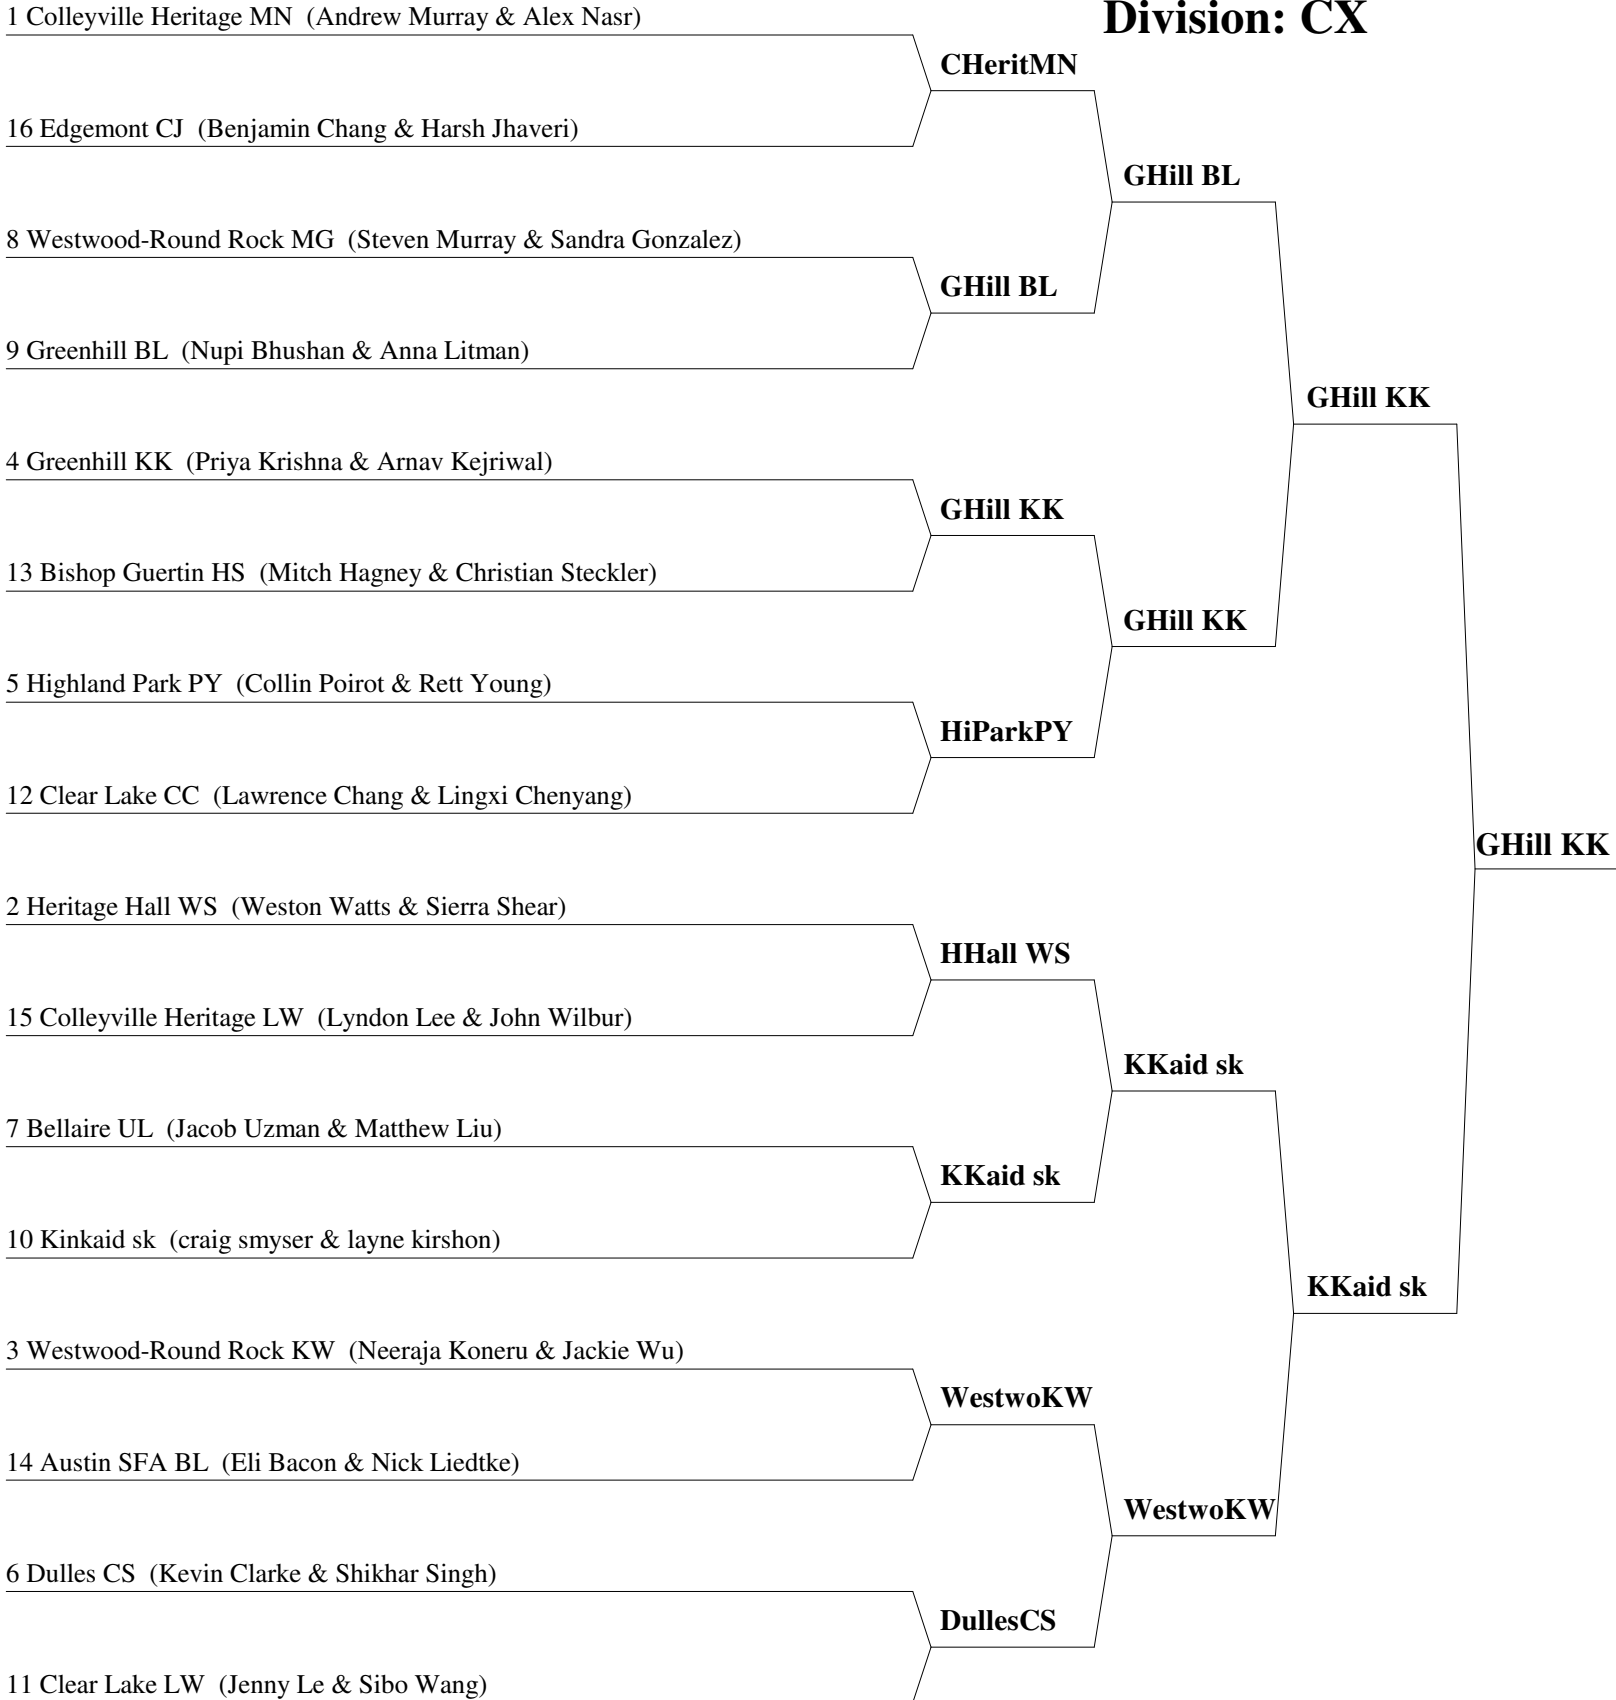 Division: CX
1 Colleyville Heritage MN (Andrew Murray & Alex Nasr)
CHeritMN
16 Edgemont CJ (Benjamin Chang & Harsh Jhaveri)
GHill BL
8 Westwood-Round Rock MG (Steven Murray & Sandra Gonzalez)
GHill BL
9 Greenhill BL (Nupi Bhushan & Anna Litman)
GHill KK
4 Greenhill KK (Priya Krishna & Arnav Kejriwal)
GHill KK
13 Bishop Guertin HS (Mitch Hagney & Christian Steckler)
GHill KK
5 Highland Park PY (Collin Poirot & Rett Young)
HiParkPY
12 Clear Lake CC (Lawrence Chang & Lingxi Chenyang)
GHill KK
2 Heritage Hall WS (Weston Watts & Sierra Shear)
HHall WS
15 Colleyville Heritage LW (Lyndon Lee & John Wilbur)
KKaid sk
7 Bellaire UL (Jacob Uzman & Matthew Liu)
KKaid sk
10 Kinkaid sk (craig smyser & layne kirshon)
KKaid sk
3 Westwood-Round Rock KW (Neeraja Koneru & Jackie Wu)
WestwoKW
14 Austin SFA BL (Eli Bacon & Nick Liedtke)
WestwoKW
6 Dulles CS (Kevin Clarke & Shikhar Singh)
DullesCS
11 Clear Lake LW (Jenny Le & Sibo Wang)